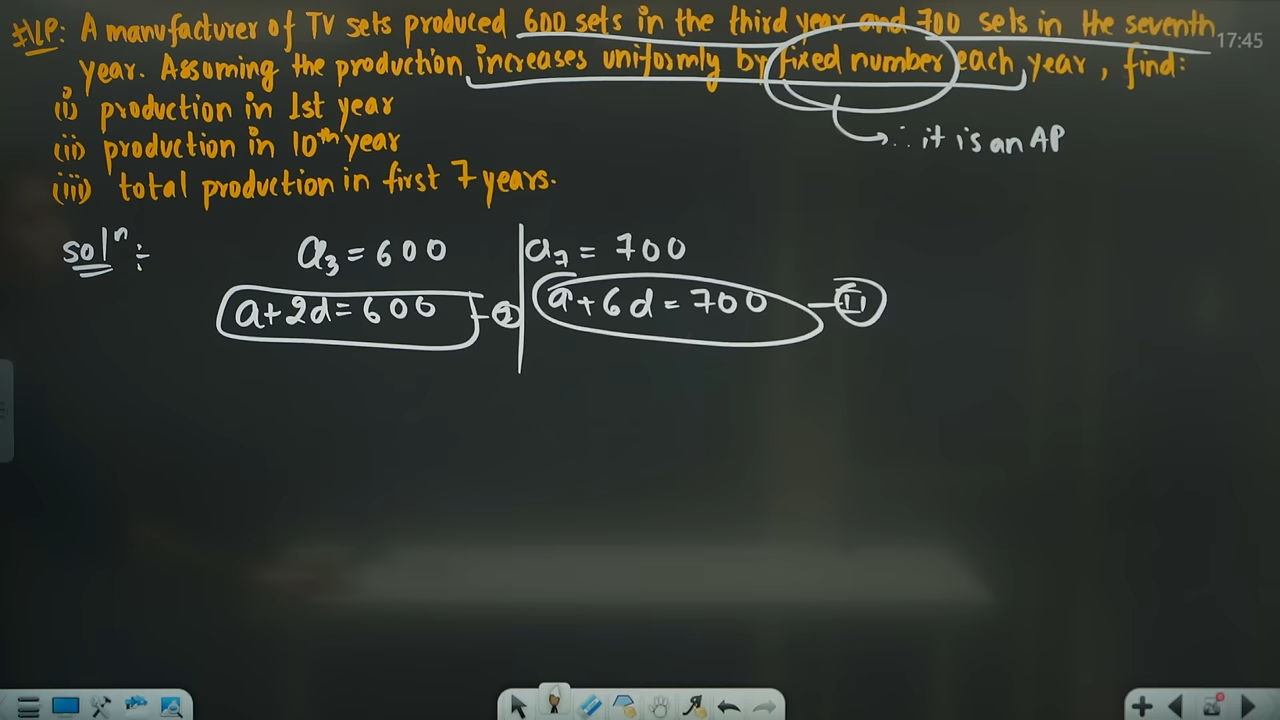 #LP: A manufacturer of TV sets produced 600 sets in the third year and 700 sets in the seventh
year. Assuming the production increases uniformly by fixed number each year, find:
(i) production in 1st year
(ii) production in 10th year
(iii) total production in first 7 years.
17:45
∴ it is an AP
solⁿ ÷
a₃ = 600
a₇ = 700
a+2d=600
a+6d=700 - (II)